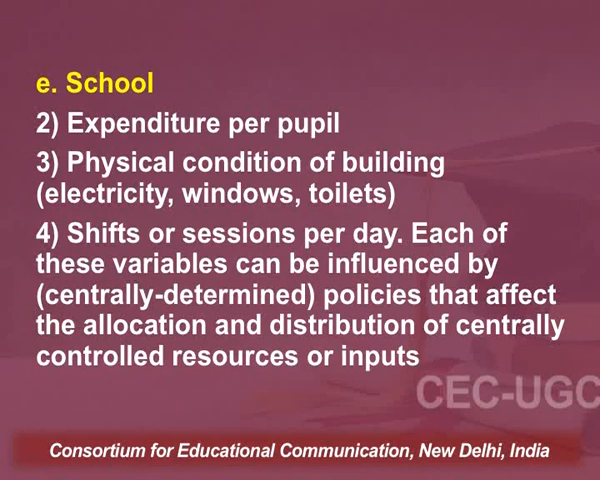 e. School
2) Expenditure per pupil
3) Physical condition of building
(electricity, windows, toilets)
4) Shifts or sessions per day. Each of
these variables can be influenced by
(centrally-determined) policies that affect
the allocation and distribution of centrally
controlled resources or inputs
CEC-UGC
Consortium for Educational Communication, New Delhi, India